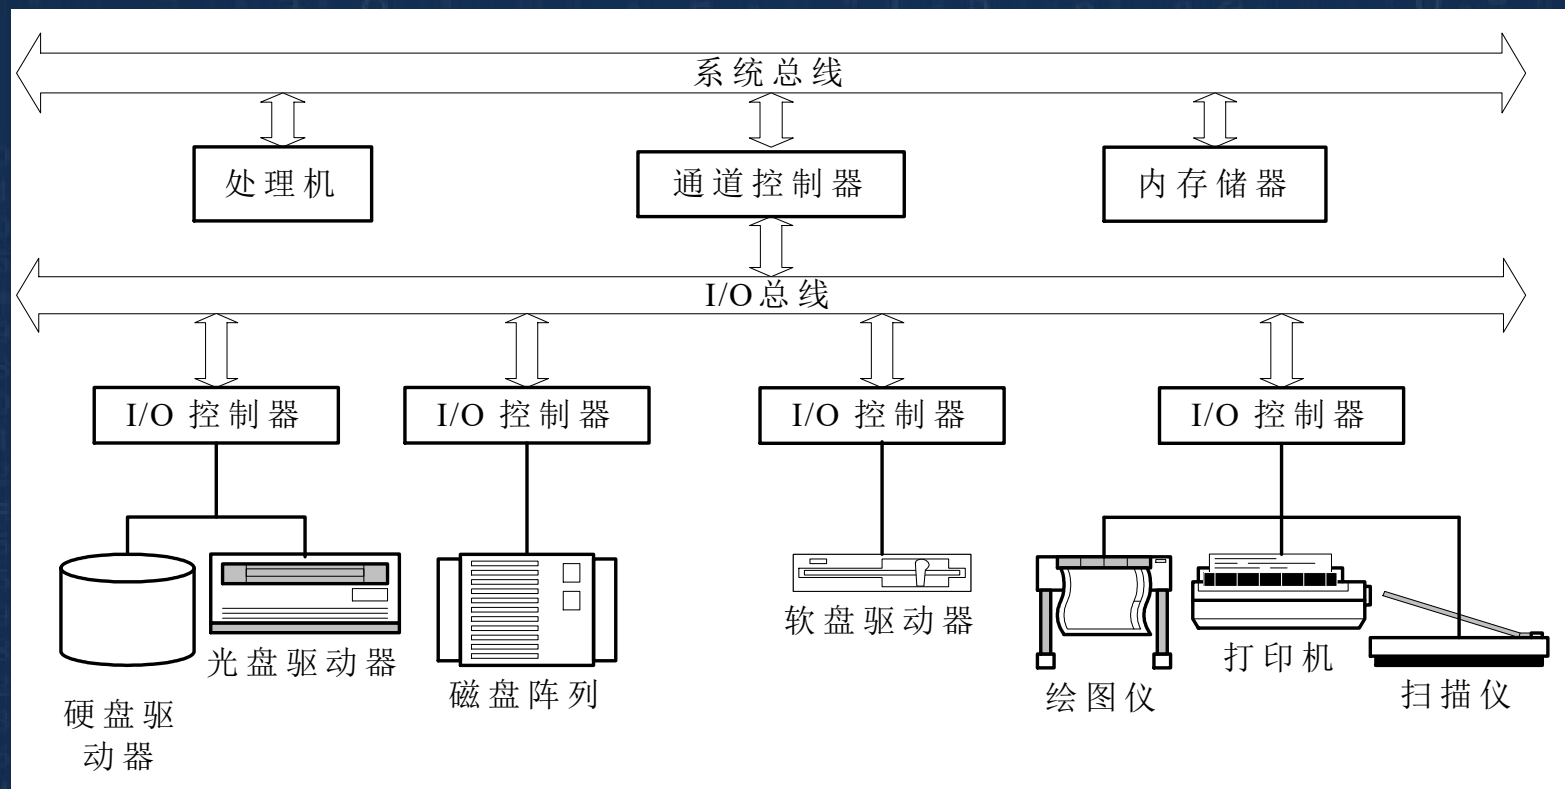 系统总线
处理机
通道控制器
内存储器
I/O总线
I/O 控制器
I/O 控制器
I/O 控制器
I/O 控制器
硬盘驱
动器
光盘驱动器
磁盘阵列
软盘驱动器
绘图仪
打印机
扫描仪